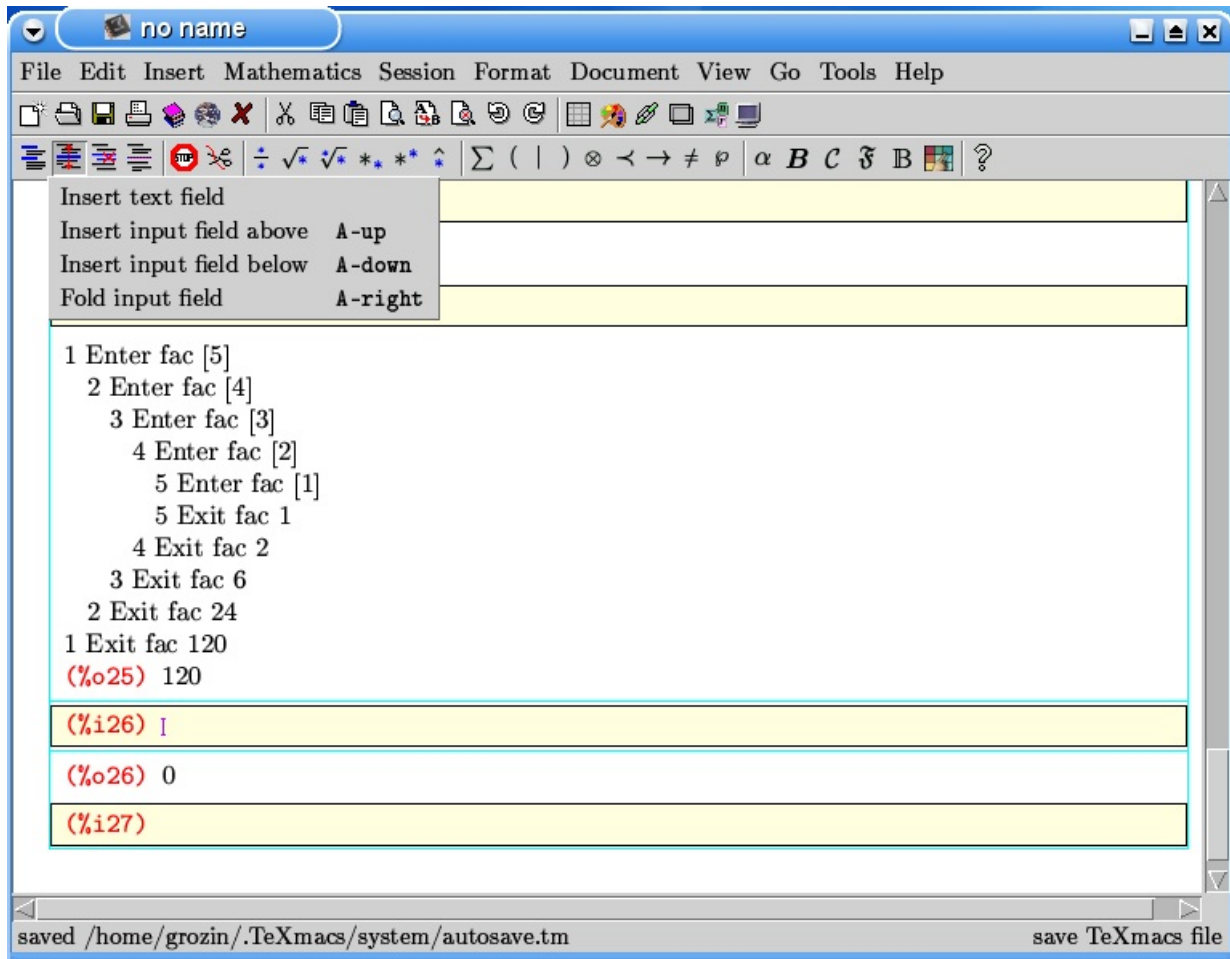 no name
File Edit Insert Mathematics Session Format Document View Go Tools Help
STOP ÷ √* ∜* ** ** ^* ∑ ( | ) ⊗ ≺ → ≠ ℘ α B C 𝔉 𝔹 ?
Insert text field
Insert input field above A-up
Insert input field below A-down
Fold input field A-right
1 Enter fac [5]
2 Enter fac [4]
3 Enter fac [3]
4 Enter fac [2]
5 Enter fac [1]
5 Exit fac 1
4 Exit fac 2
3 Exit fac 6
2 Exit fac 24
1 Exit fac 120
(%o25) 120
(%i26)
(%o26) 0
(%i27)
saved /home/grozin/.TeXmacs/system/autosave.tm save TeXmacs file